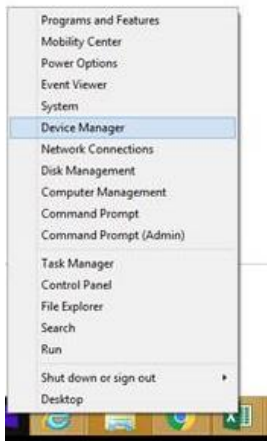 Programs and Features
Mobility Center
Power Options
Event Viewer
System
Device Manager
Network Connections
Disk Management
Computer Management
Command Prompt
Command Prompt (Admin)
Task Manager
Control Panel
File Explorer
Search
Run
Shut down or sign out
Desktop